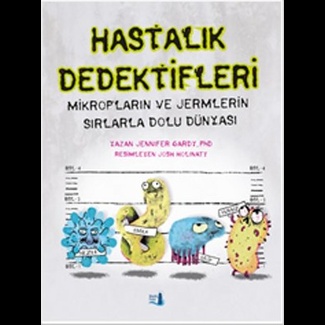 HASTALIK
DEDEKTİFLERİ
MİKROPLARIN VE JERMLERİN
SIRLARLA DOLU DÜNYASI
YAZAN JENNIFER GARDY, PhD
RESİMLEYEN JOSH HOLINATY